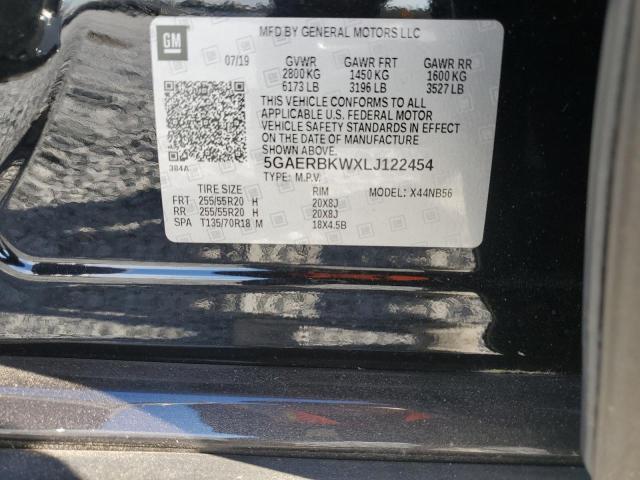 GM
MFD BY GENERAL MOTORS LLC
07/19 GVWR GAWR FRT GAWR RR
2800 KG 1450 KG 1600 KG
6173 LB 3196 LB 3527 LB
THIS VEHICLE CONFORMS TO ALL
APPLICABLE U.S. FEDERAL MOTOR
VEHICLE SAFETY STANDARDS IN EFFECT
ON THE DATE OF MANUFACTURE
SHOWN ABOVE.
384A
5GAERBKWXLJ122454
TYPE: M.P.V.
TIRE SIZE RIM MODEL: X44NB56
FRT 255/55R20 H 20X8J
RR 255/55R20 H 20X8J
SPA T135/70R18 M 18X4.5B